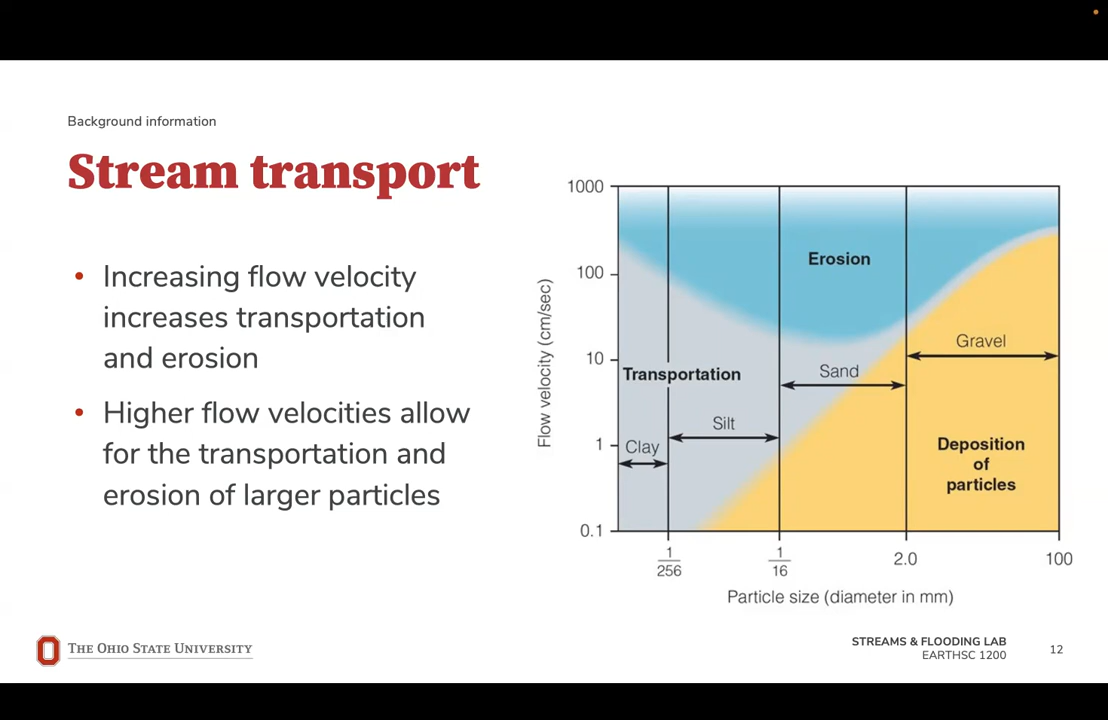 Background information
Stream transport
• Increasing flow velocity
increases transportation
and erosion
• Higher flow velocities allow
for the transportation and
erosion of larger particles
Flow velocity (cm/sec)
1000
100
10
1
0.1
Erosion
Transportation
Deposition
of
particles
Clay
Silt
Sand
Gravel
1/256
1/16
2.0
100
Particle size (diameter in mm)
THE OHIO STATE UNIVERSITY
STREAMS & FLOODING LAB
EARTHSC 1200
12